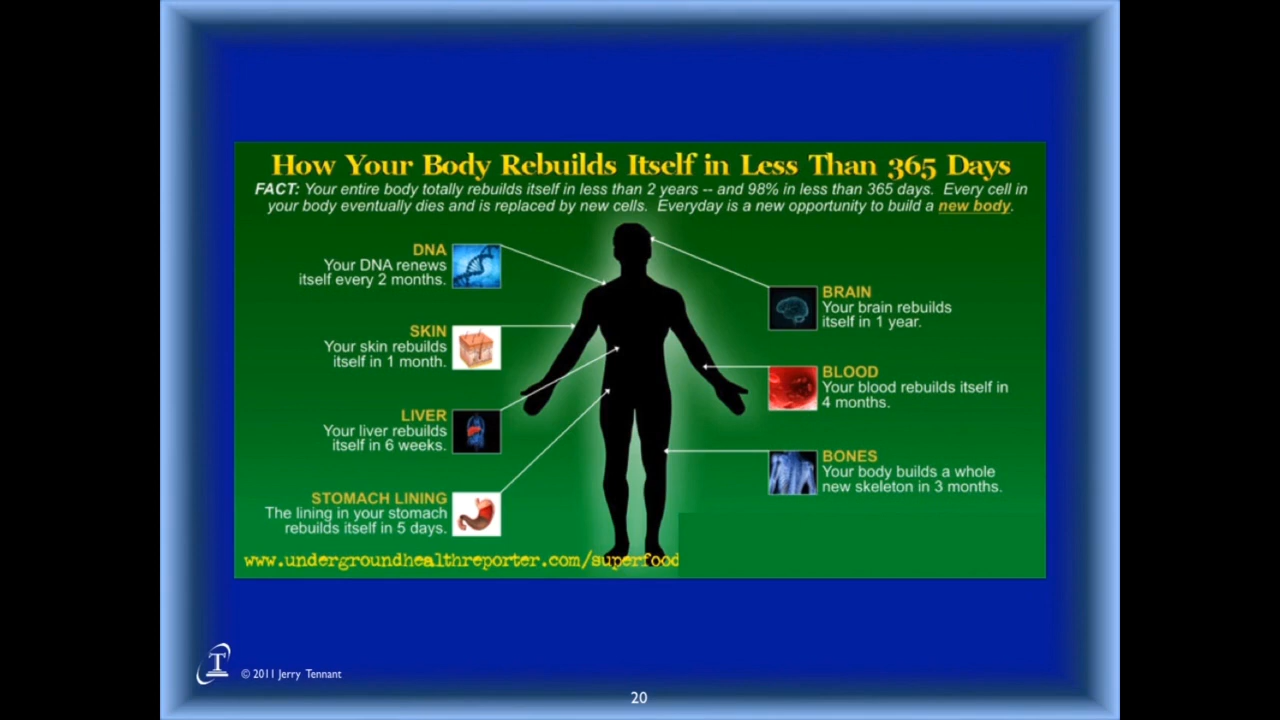 How Your Body Rebuilds Itself in Less Than 365 Days
FACT: Your entire body totally rebuilds itself in less than 2 years -- and 98% in less than 365 days. Every cell in
your body eventually dies and is replaced by new cells. Everyday is a new opportunity to build a new body.
DNA
Your DNA renews
itself every 2 months.
SKIN
Your skin rebuilds
itself in 1 month.
LIVER
Your liver rebuilds
itself in 6 weeks.
STOMACH LINING
The lining in your stomach
rebuilds itself in 5 days.
BRAIN
Your brain rebuilds
itself in 1 year.
BLOOD
Your blood rebuilds itself in
4 months.
BONES
Your body builds a whole
new skeleton in 3 months.
www.undergroundhealthreporter.com/superfood
T
© 2011 Jerry Tennant
20